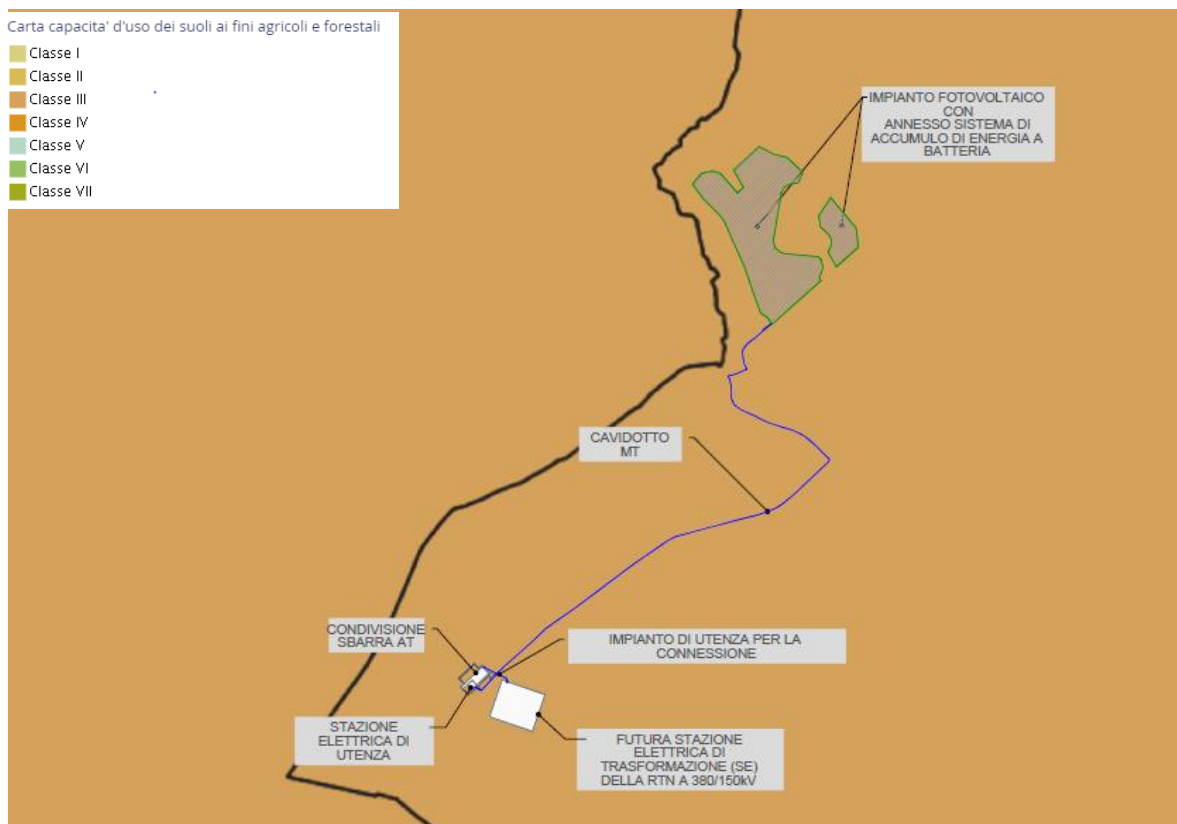 Carta capacita' d'uso dei suoli ai fini agricoli e forestali
Classe I
Classe II
Classe III
Classe IV
Classe V
Classe VI
Classe VII
IMPIANTO FOTOVOLTAICO
CON
ANNESSO SISTEMA DI
ACCUMULO DI ENERGIA A
BATTERIA
CAVIDOTTO
MT
CONDIVISIONE
SBARRA AT
IMPIANTO DI UTENZA PER LA
CONNESSIONE
STAZIONE
ELETTRICA DI
UTENZA
FUTURA STAZIONE
ELETTRICA DI
TRASFORMAZIONE (SE)
DELLA RTN A 380/150kV